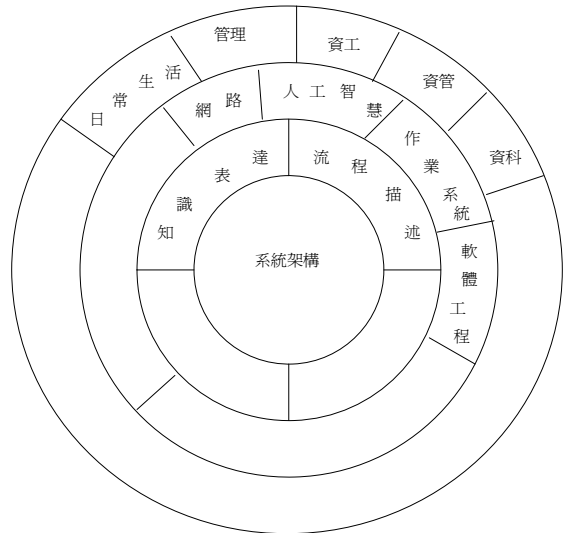 日常生活
管理
資工
資管
資科
網路
人工智慧
作業系統
軟體工程
知識表達
流程描述
系統架構